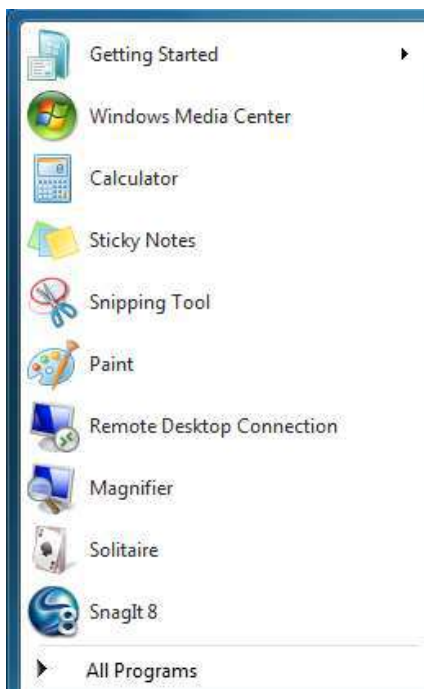 Getting Started
Windows Media Center
Calculator
Sticky Notes
Snipping Tool
Paint
Remote Desktop Connection
Magnifier
Solitaire
SnagIt 8
All Programs